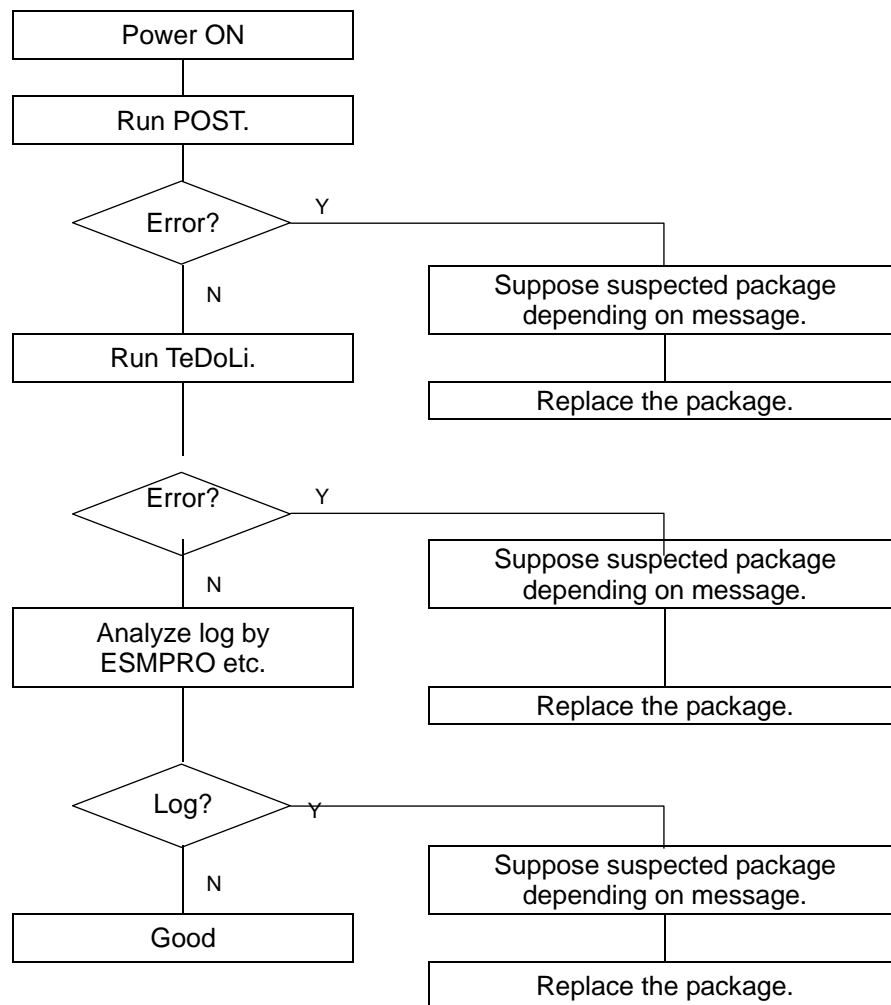 Power ON
Run POST.
Error?
Y
N
Suppose suspected package
depending on message.
Run TeDoLi.
Replace the package.
Error?
Y
N
Suppose suspected package
depending on message.
Analyze log by
ESMPRO etc.
Replace the package.
Log?
Y
N
Suppose suspected package
depending on message.
Good
Replace the package.